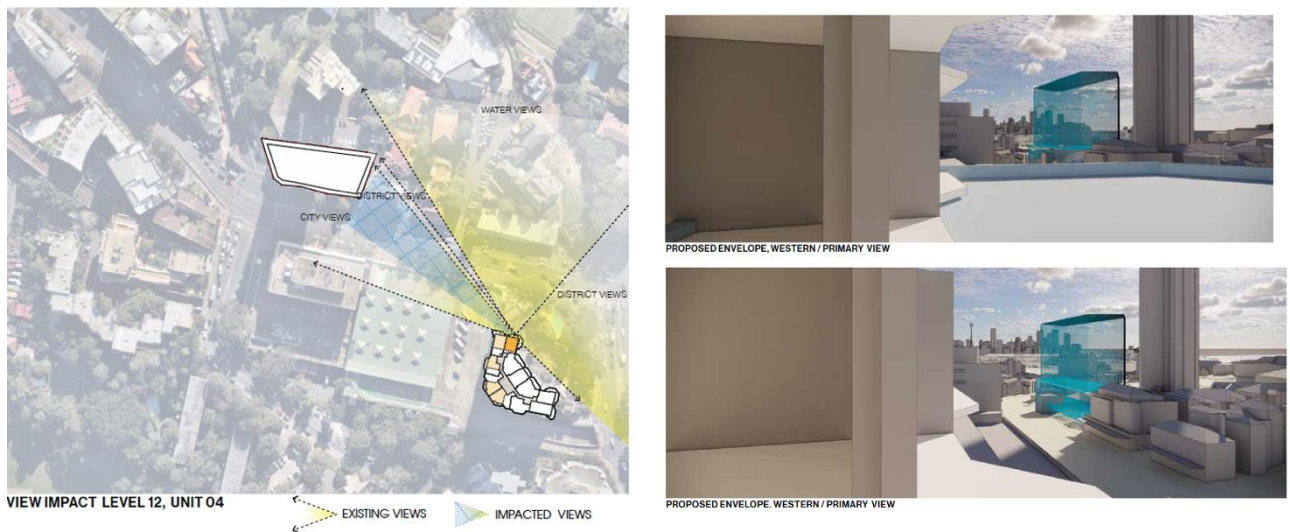 WATER VIEWS
DISTRICT VIEWS
CITY VIEWS
DISTRICT VIEWS
VIEW IMPACT LEVEL 12, UNIT 04
EXISTING VIEWS
IMPACTED VIEWS
PROPOSED ENVELOPE, WESTERN / PRIMARY VIEW
PROPOSED ENVELOPE. WESTERN / PRIMARY VIEW